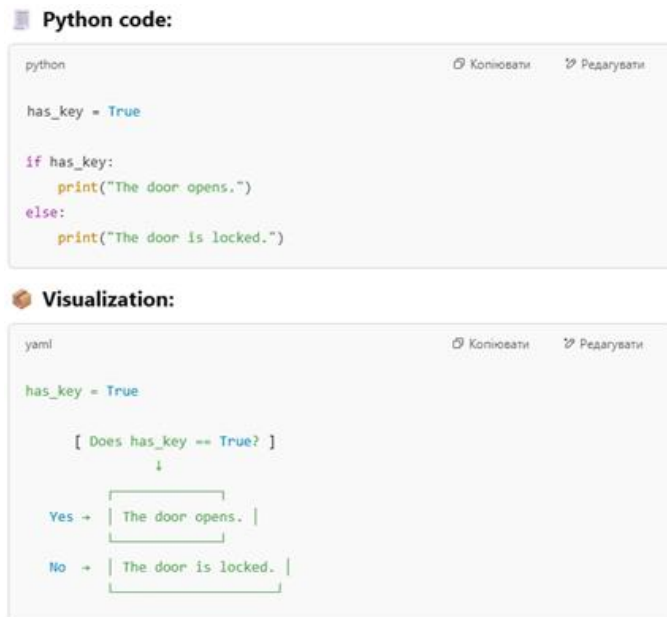 Python code:
python Копіювати Редагувати
has_key = True
if has_key:
    print("The door opens.")
else:
    print("The door is locked.")
Visualization:
yaml Копіювати Редагувати
has_key = True
[ Does has_key == True? ]
↓
Yes → │ The door opens. │
No → │ The door is locked. │